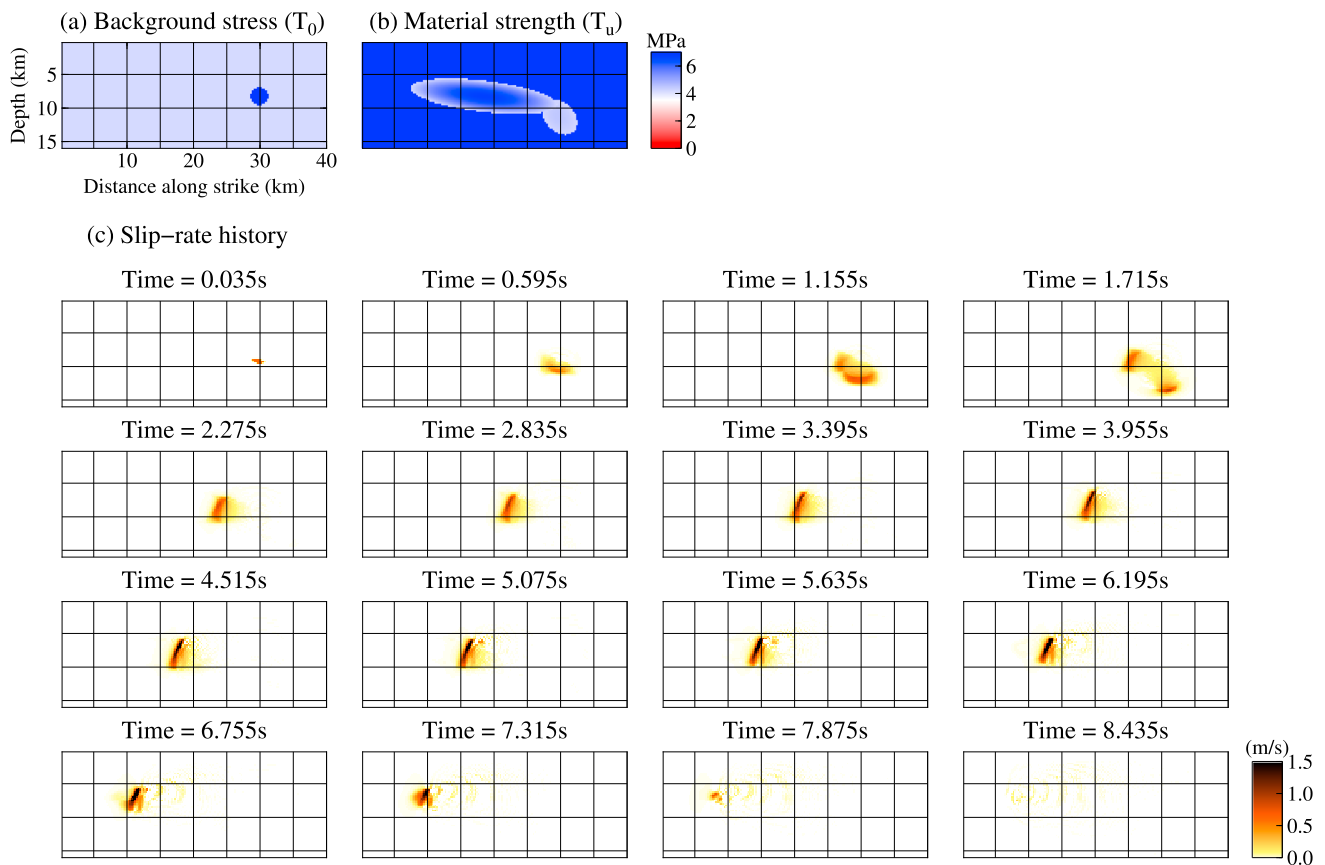 (a) Background stress (T0)
(b) Material strength (Tu)
MPa
Depth (km)
5
10
15
10
20
30
40
Distance along strike (km)
6
4
2
0
(c) Slip−rate history
Time = 0.035s
Time = 0.595s
Time = 1.155s
Time = 1.715s
Time = 2.275s
Time = 2.835s
Time = 3.395s
Time = 3.955s
Time = 4.515s
Time = 5.075s
Time = 5.635s
Time = 6.195s
Time = 6.755s
Time = 7.315s
Time = 7.875s
Time = 8.435s
(m/s)
1.5
1.0
0.5
0.0